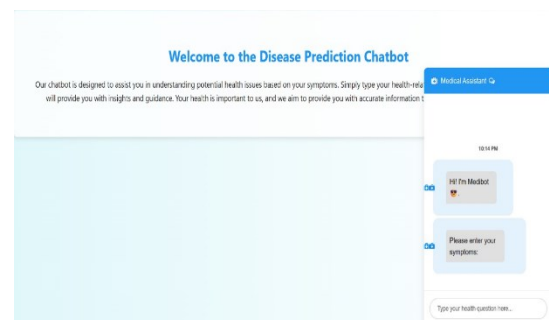 Welcome to the Disease Prediction Chatbot
Our chatbot is designed to assist you in understanding potential health issues based on your symptoms. Simply type your health-rela
will provide you with insights and guidance. Your health is important to us, and we aim to provide you with accurate information t
Medical Assistant
10:14 PM
Hi! I'm Medibot
.
Please enter your
symptoms:
Type your health question here...